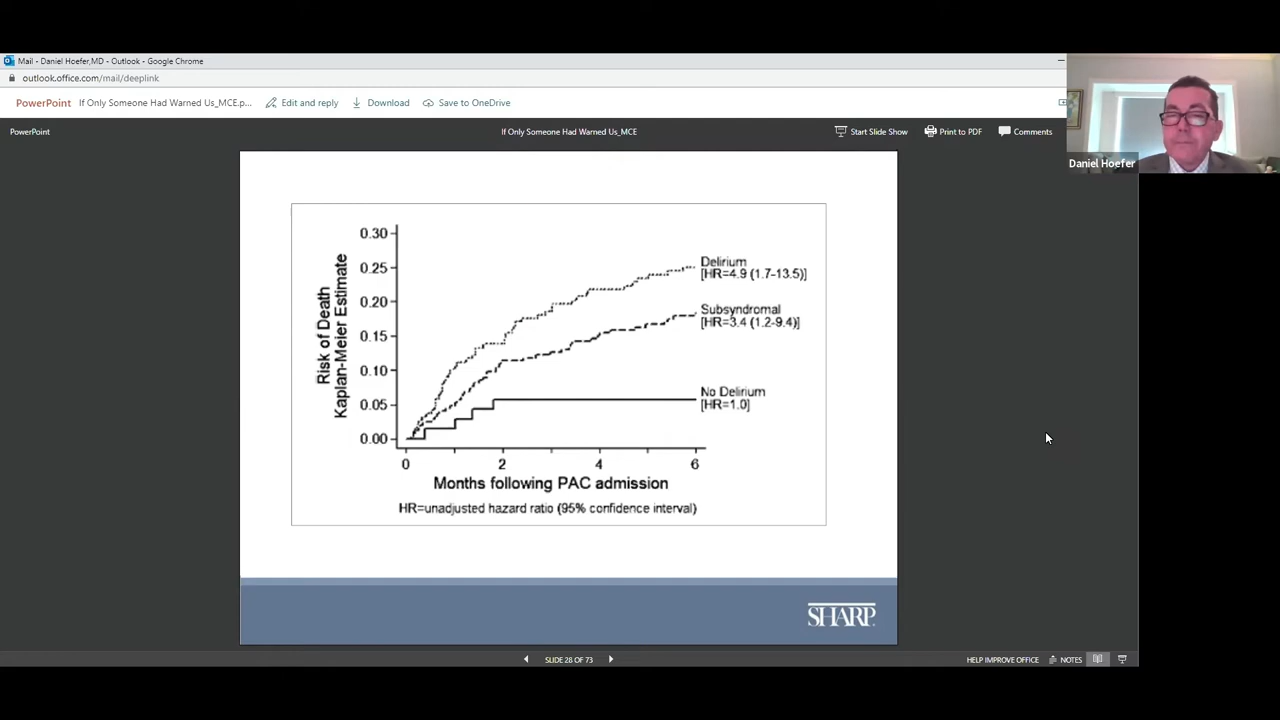 Mail - Daniel Hoefer,MD - Outlook - Google Chrome
outlook.office.com/mail/deeplink
PowerPoint
If Only Someone Had Warned Us_MCE.p...
Edit and reply
Download
Save to OneDrive
PowerPoint
If Only Someone Had Warned Us_MCE
Start Slide Show
Print to PDF
Comments
Daniel Hoefer
Risk of Death
Kaplan-Meier Estimate
0.30
0.25
0.20
0.15
0.10
0.05
0.00
Delirium
[HR=4.9 (1.7-13.5)]
Subsyndromal
[HR=3.4 (1.2-9.4)]
No Delirium
[HR=1.0]
0 2 4 6
Months following PAC admission
HR=unadjusted hazard ratio (95% confidence interval)
SHARP
SLIDE 28 OF 73
HELP IMPROVE OFFICE
NOTES